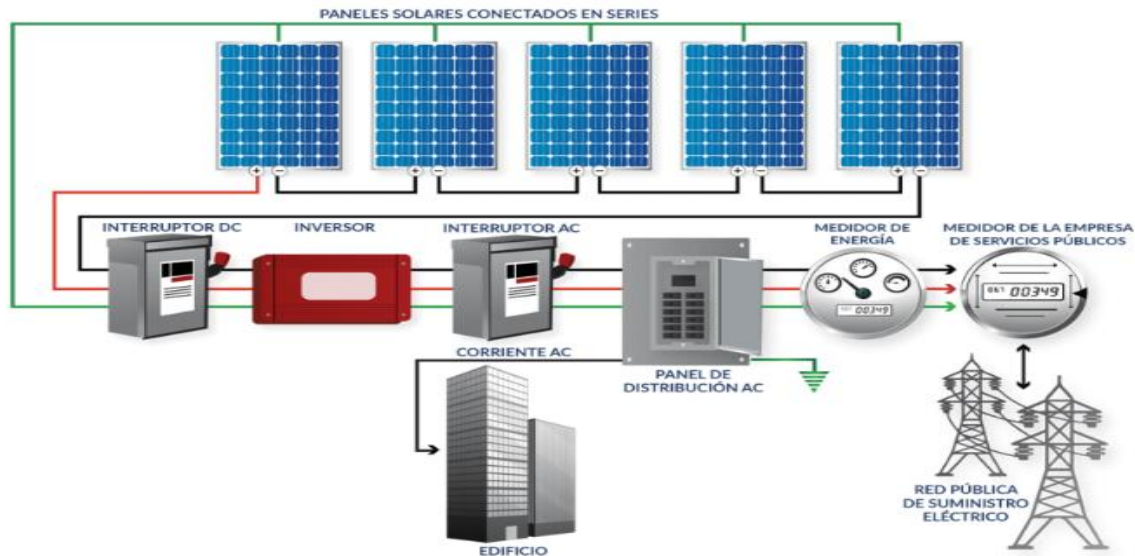 PANELES SOLARES CONECTADOS EN SERIES
+ − + − + − + − + −
INTERRUPTOR DC
INVERSOR
INTERRUPTOR AC
MEDIDOR DE
ENERGÍA
MEDIDOR DE LA EMPRESA
DE SERVICIOS PÚBLICOS
00349
00349
CORRIENTE AC
PANEL DE
DISTRIBUCIÓN AC
EDIFICIO
RED PÚBLICA
DE SUMINISTRO
ELÉCTRICO